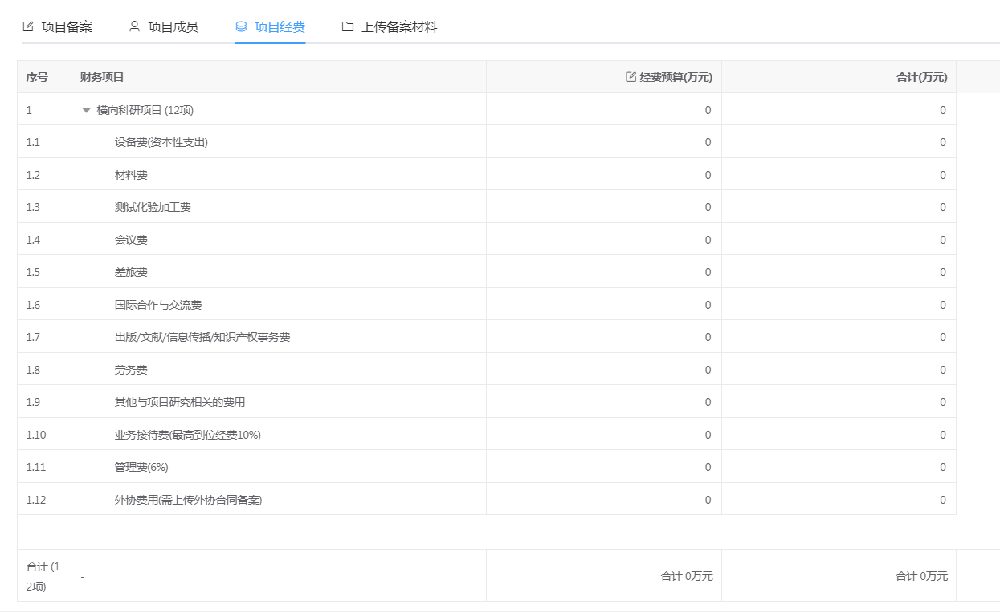 项目备案 项目成员 项目经费 上传备案材料
序号 财务项目 经费预算(万元) 合计(万元)
1 横向科研项目 (12项) 0 0
1.1 设备费(资本性支出) 0 0
1.2 材料费 0 0
1.3 测试化验加工费 0 0
1.4 会议费 0 0
1.5 差旅费 0 0
1.6 国际合作与交流费 0 0
1.7 出版/文献/信息传播/知识产权事务费 0 0
1.8 劳务费 0 0
1.9 其他与项目研究相关的费用 0 0
1.10 业务接待费(最高到位经费10%) 0 0
1.11 管理费(6%) 0 0
1.12 外协费用(需上传外协合同备案) 0 0
合计 (1
2项) - 合计 0万元 合计 0万元